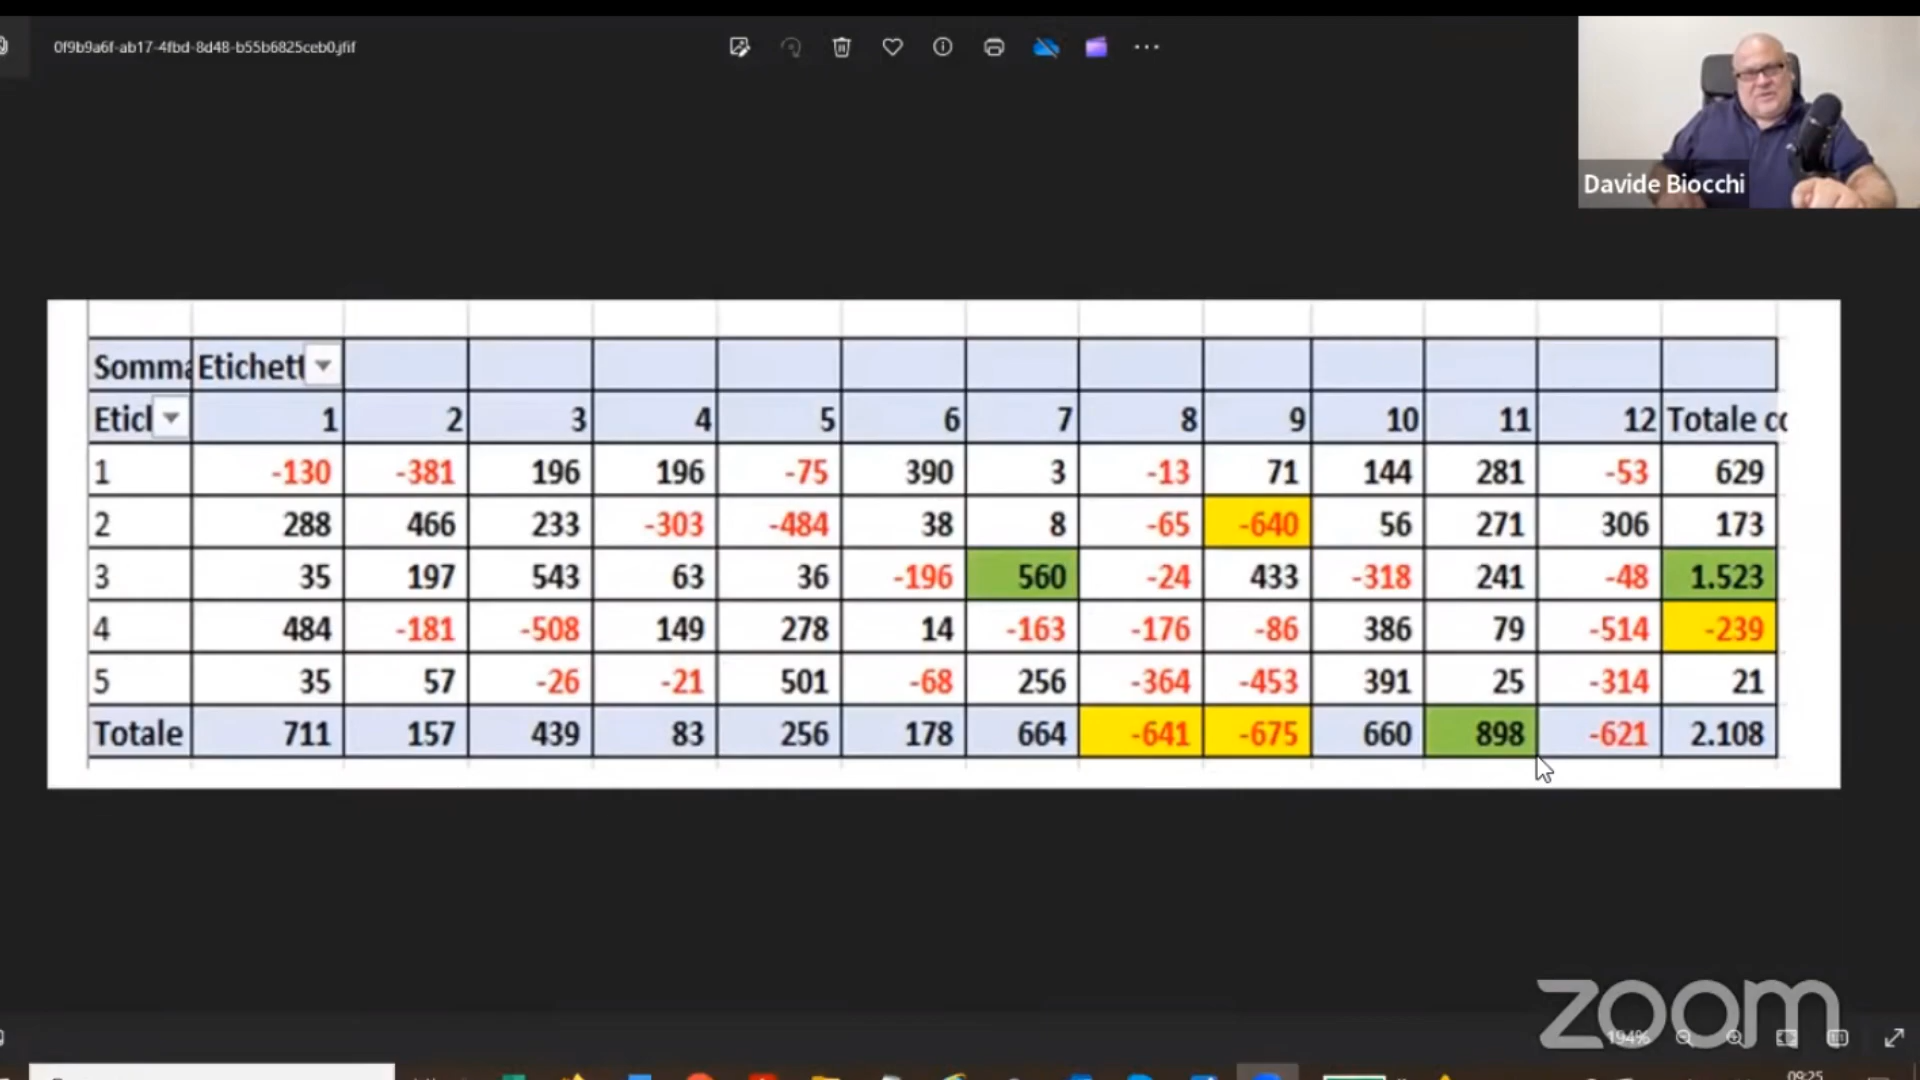 0f9b9a6f-ab17-4fbd-8d48-b55b6825ceb0.jfif
Davide Biocchi
Somma Etichett
Eticl 1 2 3 4 5 6 7 8 9 10 11 12 Totale co
1 -130 -381 196 196 -75 390 3 -13 71 144 281 -53 629
2 288 466 233 -303 -484 38 8 -65 -640 56 271 306 173
3 35 197 543 63 36 -196 560 -24 433 -318 241 -48 1.523
4 484 -181 -508 149 278 14 -163 -176 -86 386 79 -514 -239
5 35 57 -26 -21 501 -68 256 -364 -453 391 25 -314 21
Totale 711 157 439 83 256 178 664 -641 -675 660 898 -621 2.108
zoom
194%
09:25